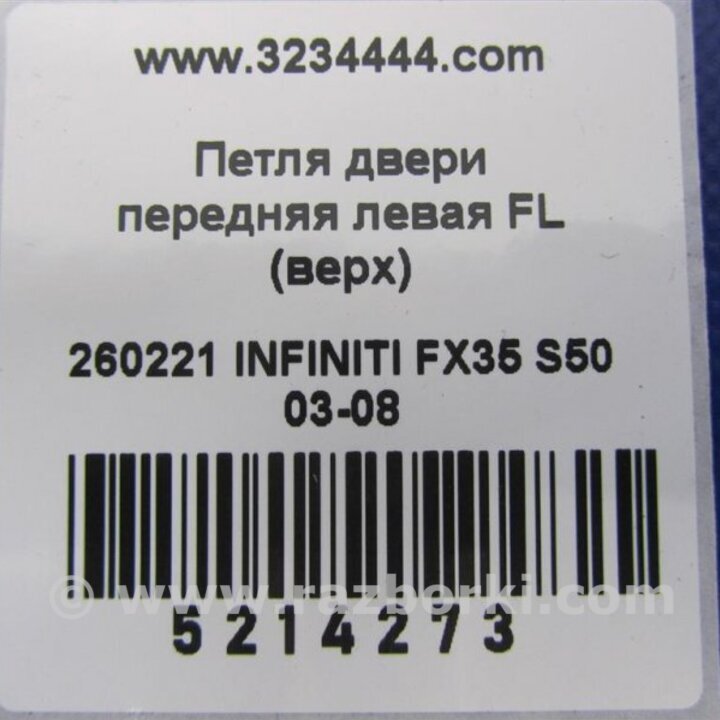 www.3234444.com
Петля двери
передняя левая FL
(верх)
260221 INFINITI FX35 S50
03-08
© www.razborki.com
5214273